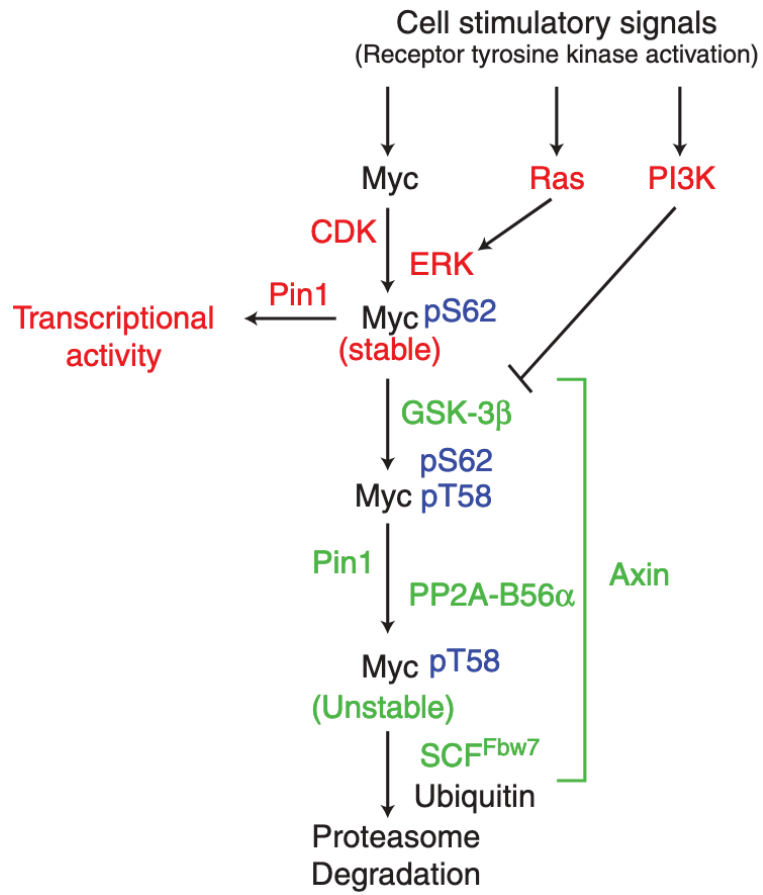 Cell stimulatory signals
(Receptor tyrosine kinase activation)
Myc
Ras
PI3K
CDK
ERK
Pin1
Transcriptional
activity
Myc pS62
(stable)
GSK-3β
pS62
Myc pT58
Pin1
PP2A-B56α
Axin
Myc pT58
(Unstable)
SCFFbw7
Ubiquitin
Proteasome
Degradation